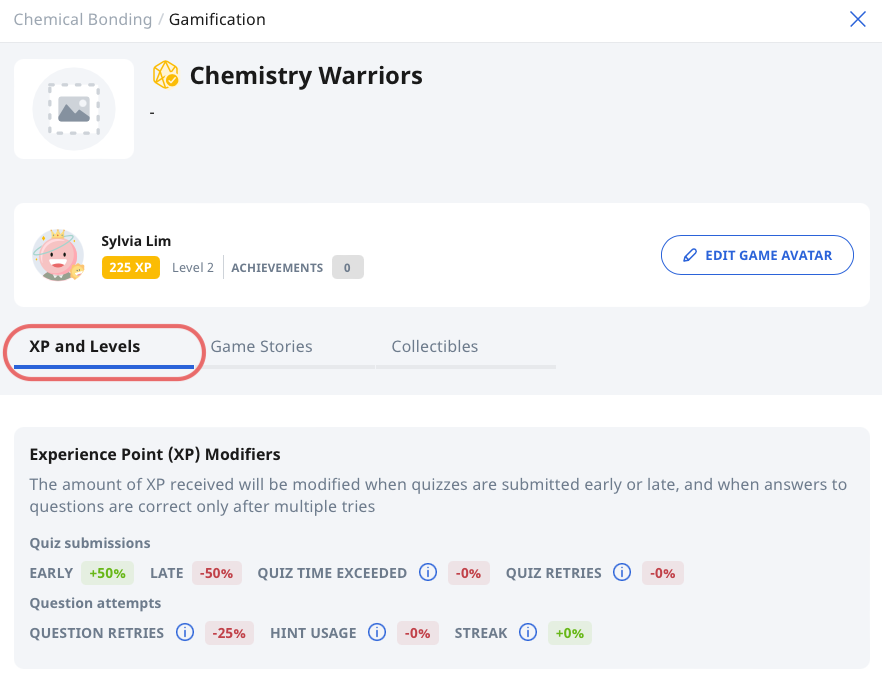 Chemical Bonding / Gamification
Chemistry Warriors
-
Sylvia Lim
225 XP Level 2 ACHIEVEMENTS 0
EDIT GAME AVATAR
XP and Levels Game Stories Collectibles
Experience Point (XP) Modifiers
The amount of XP received will be modified when quizzes are submitted early or late, and when answers to
questions are correct only after multiple tries
Quiz submissions
EARLY +50% LATE -50% QUIZ TIME EXCEEDED i -0% QUIZ RETRIES i -0%
Question attempts
QUESTION RETRIES i -25% HINT USAGE i -0% STREAK i +0%